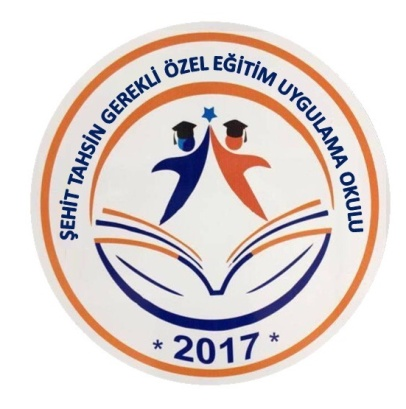 ŞEHİT TAHSİN GEREKLİ ÖZEL EĞİTİM UYGULAMA OKULU
* 2017 *